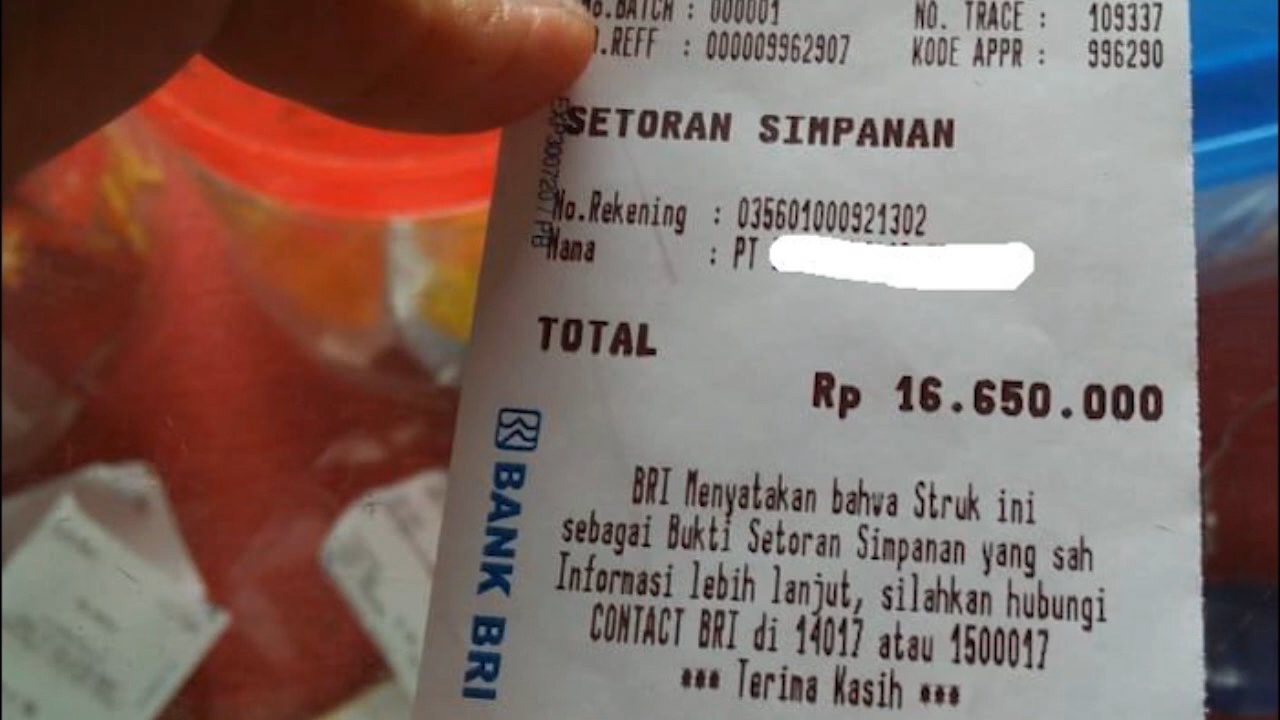 .BATCH : 000001 NO. TRACE : 109337
.REFF : 000009962907 KODE APPR : 996290
SETORAN SIMPANAN
No.Rekening : 035601000921302
Nama : PT
TOTAL
Rp 16.650.000
BRI Menyatakan bahwa Struk ini
sebagai Bukti Setoran Simpanan yang sah
Informasi lebih lanjut, silahkan hubungi
CONTACT BRI di 14017 atau 1500017
*** Terima Kasih ***
BANK BRI